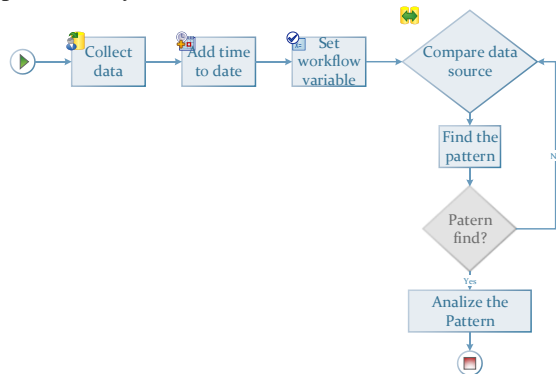 Collect
data
Add time
to date
Set
workflow
variable
Compare data
source
Find the
pattern
N
Patern
find?
Yes
Analize the
Pattern